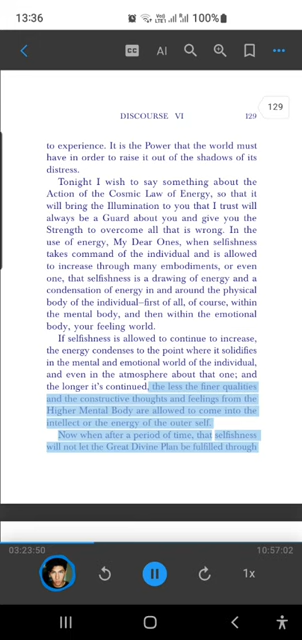 13:36
100%
CC
AI
129
DISCOURSE VI 129
to experience. It is the Power that the world must
have in order to raise it out of the shadows of its
distress.
Tonight I wish to say something about the
Action of the Cosmic Law of Energy, so that it
will bring the Illumination to you that I trust will
always be a Guard about you and give you the
Strength to overcome all that is wrong. In the
use of energy, My Dear Ones, when selfishness
takes command of the individual and is allowed
to increase through many embodiments, or even
one, that selfishness is a drawing of energy and a
condensation of energy in and around the physical
body of the individual–first of all, of course, within
the mental body, and then within the emotional
body, your feeling world.
If selfishness is allowed to continue to increase,
the energy condenses to the point where it solidifies
in the mental and emotional world of the individual,
and even in the atmosphere about that one; and
the longer it's continued, the less the finer qualities
and the constructive thoughts and feelings from the
Higher Mental Body are allowed to come into the
intellect or the energy of the outer self.
Now when after a period of time, that selfishness
will not let the Great Divine Plan be fulfilled through
03:23:50 10:57:02
1x